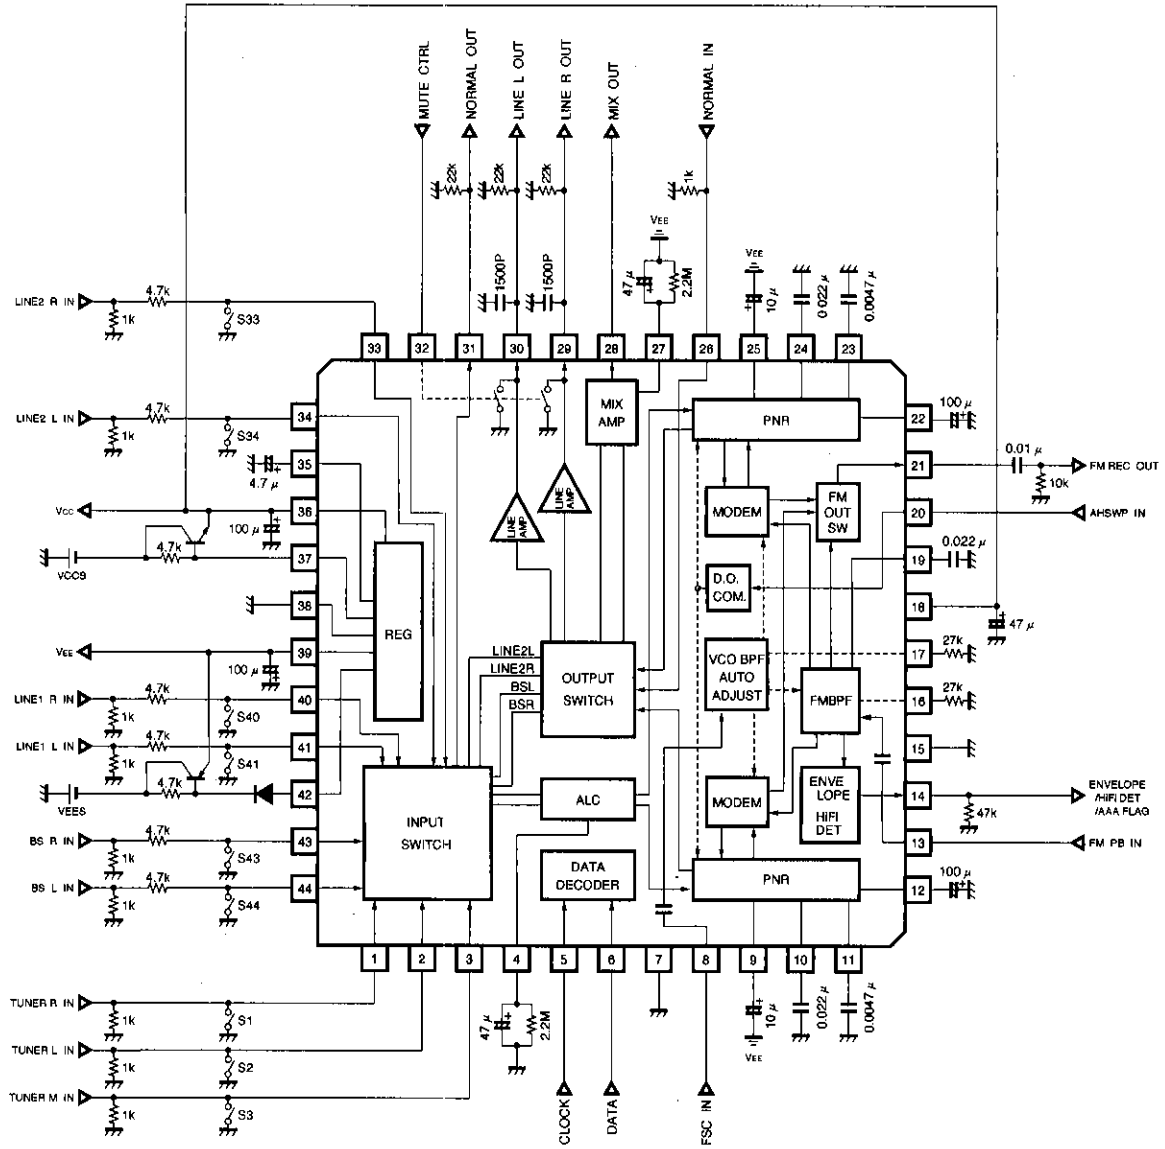 MUTE CTRL
NORMAL OUT
LINE L OUT
LINE R OUT
MIX OUT
NORMAL IN
22k
22k
22k
1k
VEE
VEE
1500P
1500P
47μ
2.2M
10μ
0.022μ
0.0047μ
LINE2 R IN
4.7k
1k
S33
33
32
31
30
29
28
27
26
25
24
23
LINE2 L IN
4.7k
1k
S34
34
MIX
AMP
PNR
22
100μ
35
4.7μ
LINE
AMP
LINE
AMP
MODEM
FM
OUT
SW
21
0.01μ
FM REC OUT
10k
VCC
100μ
36
20
AHSWP IN
VCCS
4.7k
37
19
0.022μ
38
REG
D.O.
COM.
18
47μ
VEE
100μ
39
LINE2L
LINE2R
BSL
BSR
OUTPUT
SWITCH
VCO BPF
AUTO
ADJUST
FMBPF
17
27k
LINE1 R IN
4.7k
1k
S40
40
16
27k
LINE1 L IN
4.7k
1k
S41
41
15
VEES
4.7k
42
INPUT
SWITCH
ALC
MODEM
ENVE
LOPE
HiFi
DET
14
47k
ENVELOPE
/HIFI DET
/AAA FLAG
BS R IN
4.7k
1k
S43
43
13
FM PB IN
BS L IN
4.7k
1k
S44
44
DATA
DECODER
PNR
12
100μ
1
2
3
4
5
6
7
8
9
10
11
TUNER R IN
1k
S1
TUNER L IN
1k
S2
TUNER M IN
1k
S3
47μ
2.2M
10μ
VEE
0.022μ
0.0047μ
CLOCK
DATA
FSC IN